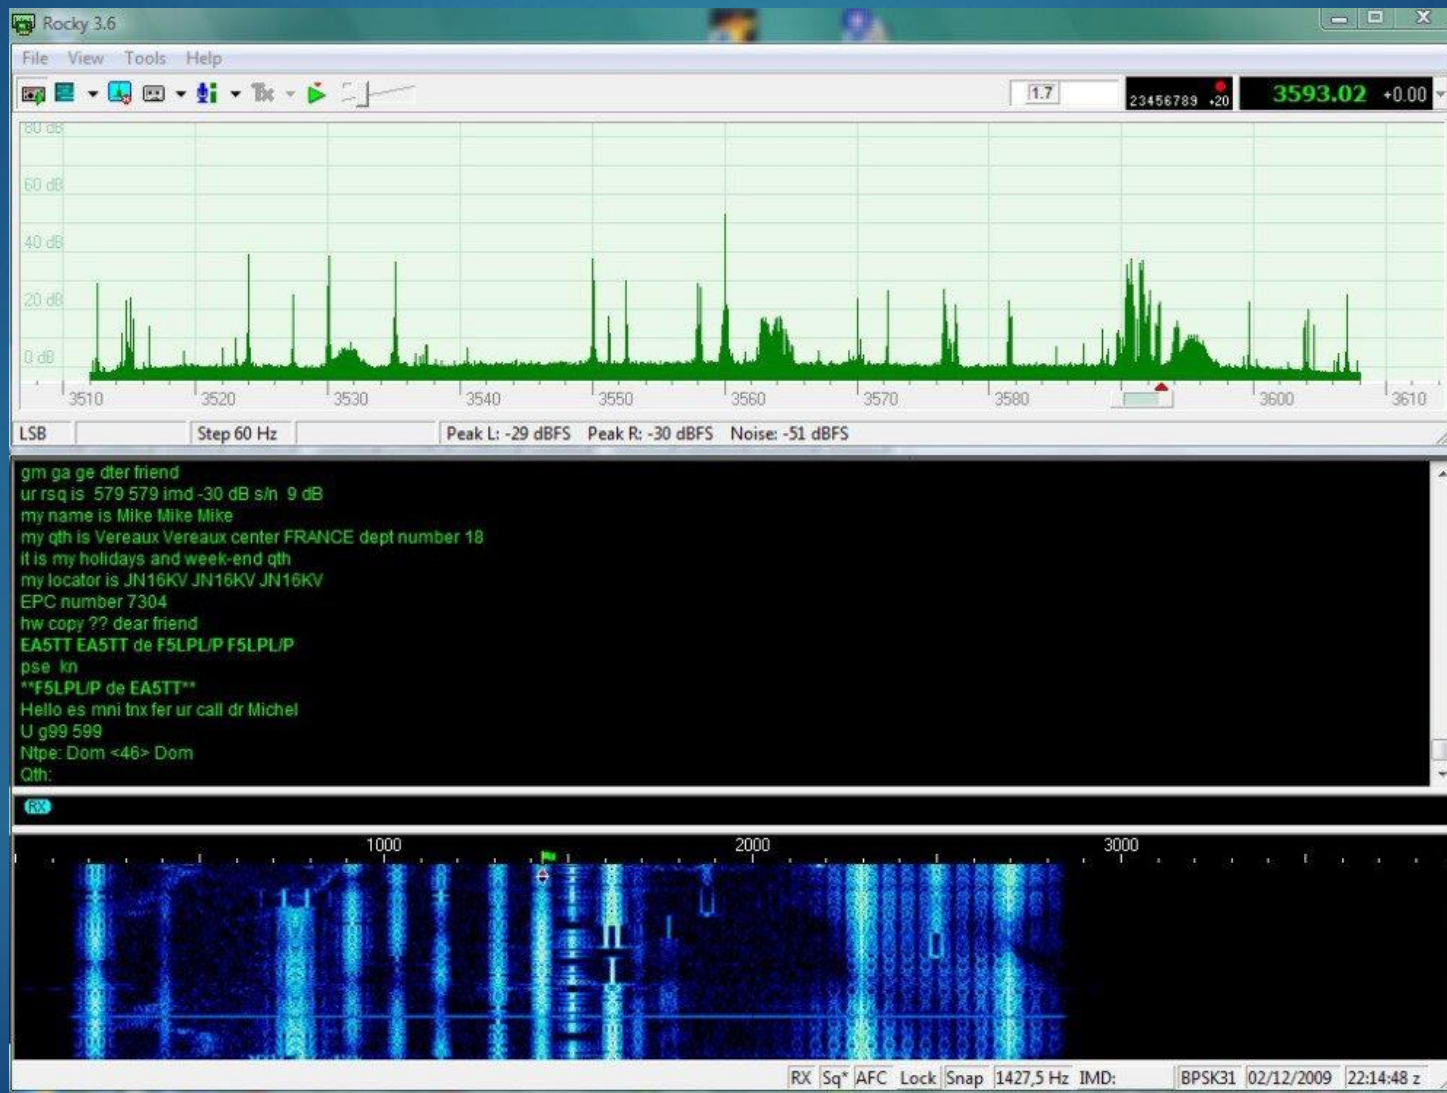 Rocky 3.6
File View Tools Help
Tx 1.7 23456789 +20 3593.02 +0.00
80 dB
60 dB
40 dB
20 dB
0 dB
3510 3520 3530 3540 3550 3560 3570 3580 3600 3610
LSB Step 60 Hz Peak L: -29 dBFS Peak R: -30 dBFS Noise: -51 dBFS
gm ga ge dter friend
ur rsq is 579 579 imd -30 dB s/n 9 dB
my name is Mike Mike Mike
my qth is Vereaux Vereaux center FRANCE dept number 18
it is my holidays and week-end qth
my locator is JN16KV JN16KV JN16KV
EPC number 7304
hw copy ?? dear friend
EA5TT EA5TT de F5LPL/P F5LPL/P
pse kn
**F5LPL/P de EA5TT**
Hello es mni tnx fer ur call dr Michel
U g99 599
Ntpe: Dom <46> Dom
Qth:
RX
1000 2000 3000
RX Sq* AFC Lock Snap 1427,5 Hz IMD: BPSK31 02/12/2009 22:14:48 z